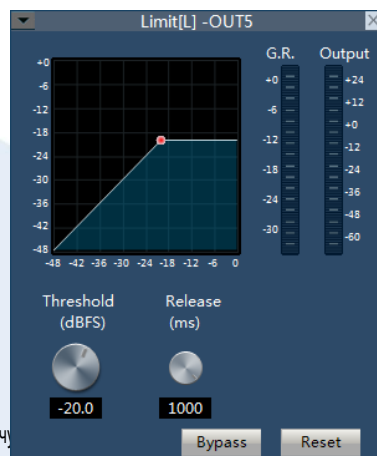 Limit[L] -OUT5
G.R. Output
+0
-6
-12
-18
-24
-30
-36
-42
-48
-48 -42 -36 -30 -24 -18 -12 -6 0
+0
-6
-12
-18
-24
-30
+24
+12
+0
-12
-24
-36
-48
-60
Threshold
(dBFS)
Release
(ms)
-20.0
1000
Bypass
Reset